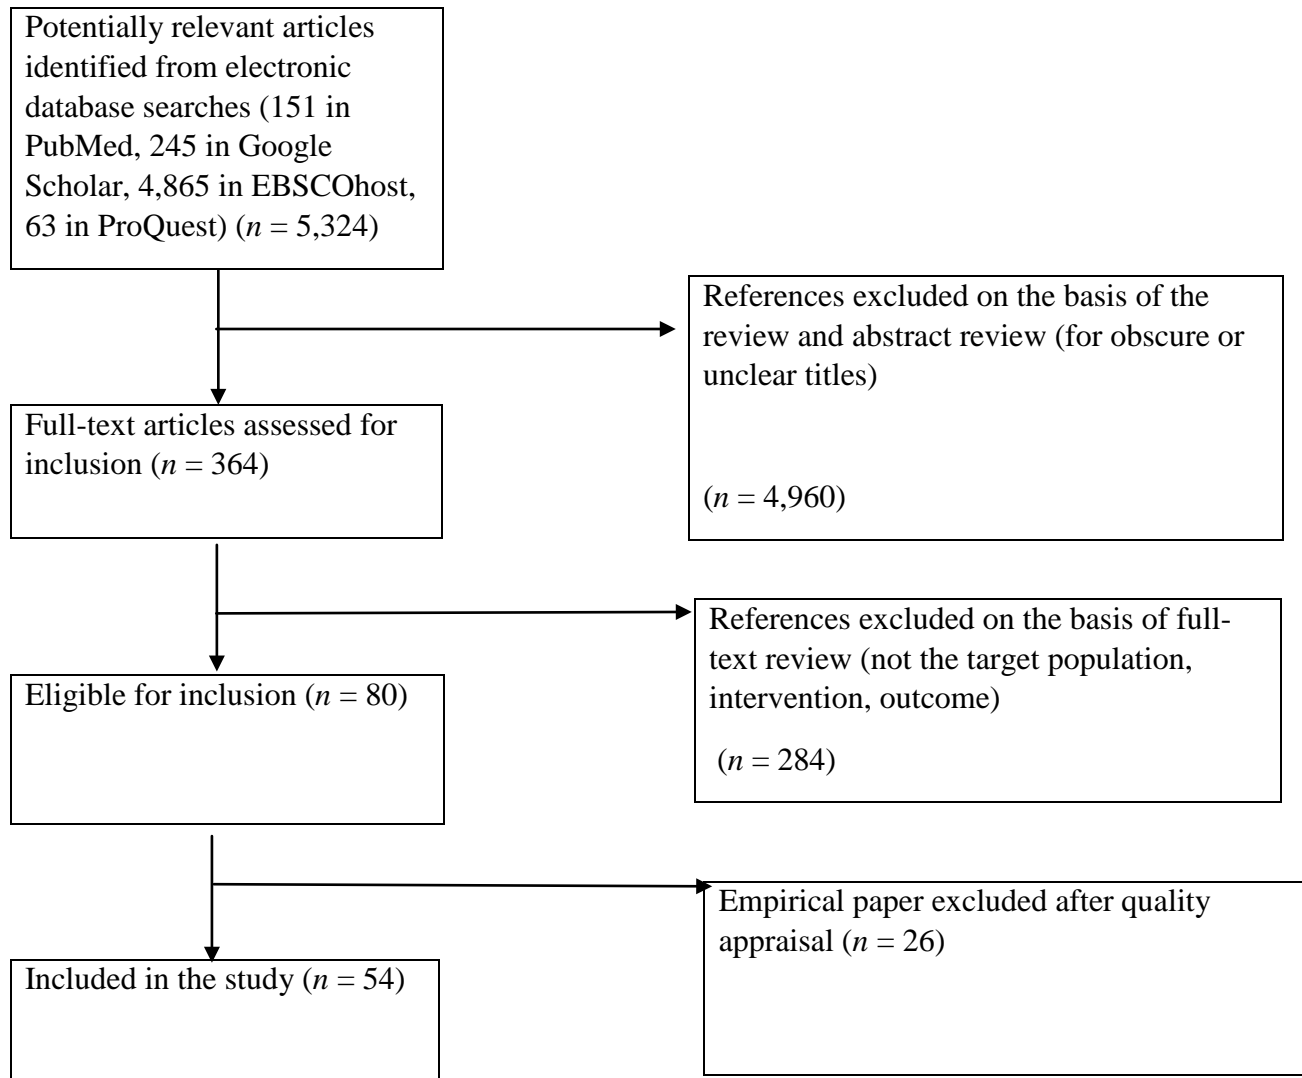 Potentially relevant articles
identified from electronic
database searches (151 in
PubMed, 245 in Google
Scholar, 4,865 in EBSCOhost,
63 in ProQuest) (n = 5,324)
References excluded on the basis of the
review and abstract review (for obscure or
unclear titles)
(n = 4,960)
Full-text articles assessed for
inclusion (n = 364)
References excluded on the basis of full-
text review (not the target population,
intervention, outcome)
(n = 284)
Eligible for inclusion (n = 80)
Empirical paper excluded after quality
appraisal (n = 26)
Included in the study (n = 54)